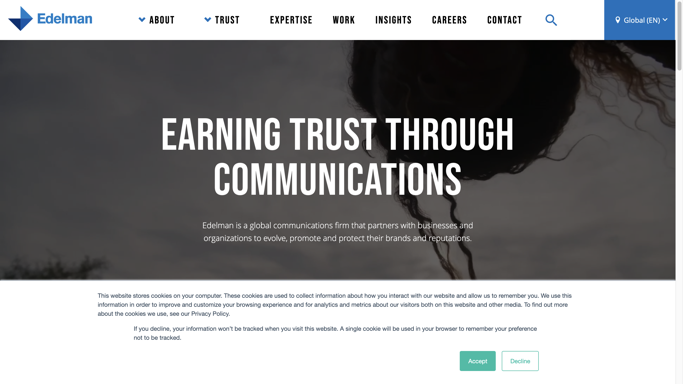 Edelman
ABOUT
TRUST
EXPERTISE
WORK
INSIGHTS
CAREERS
CONTACT
Global (EN)
EARNING TRUST THROUGH
COMMUNICATIONS
Edelman is a global communications firm that partners with businesses and
organizations to evolve, promote and protect their brands and reputations.
This website stores cookies on your computer. These cookies are used to collect information about how you interact with our website and allow us to remember you. We use this
information in order to improve and customize your browsing experience and for analytics and metrics about our visitors both on this website and other media. To find out more
about the cookies we use, see our Privacy Policy.
If you decline, your information won't be tracked when you visit this website. A single cookie will be used in your browser to remember your preference
not to be tracked.
Accept
Decline